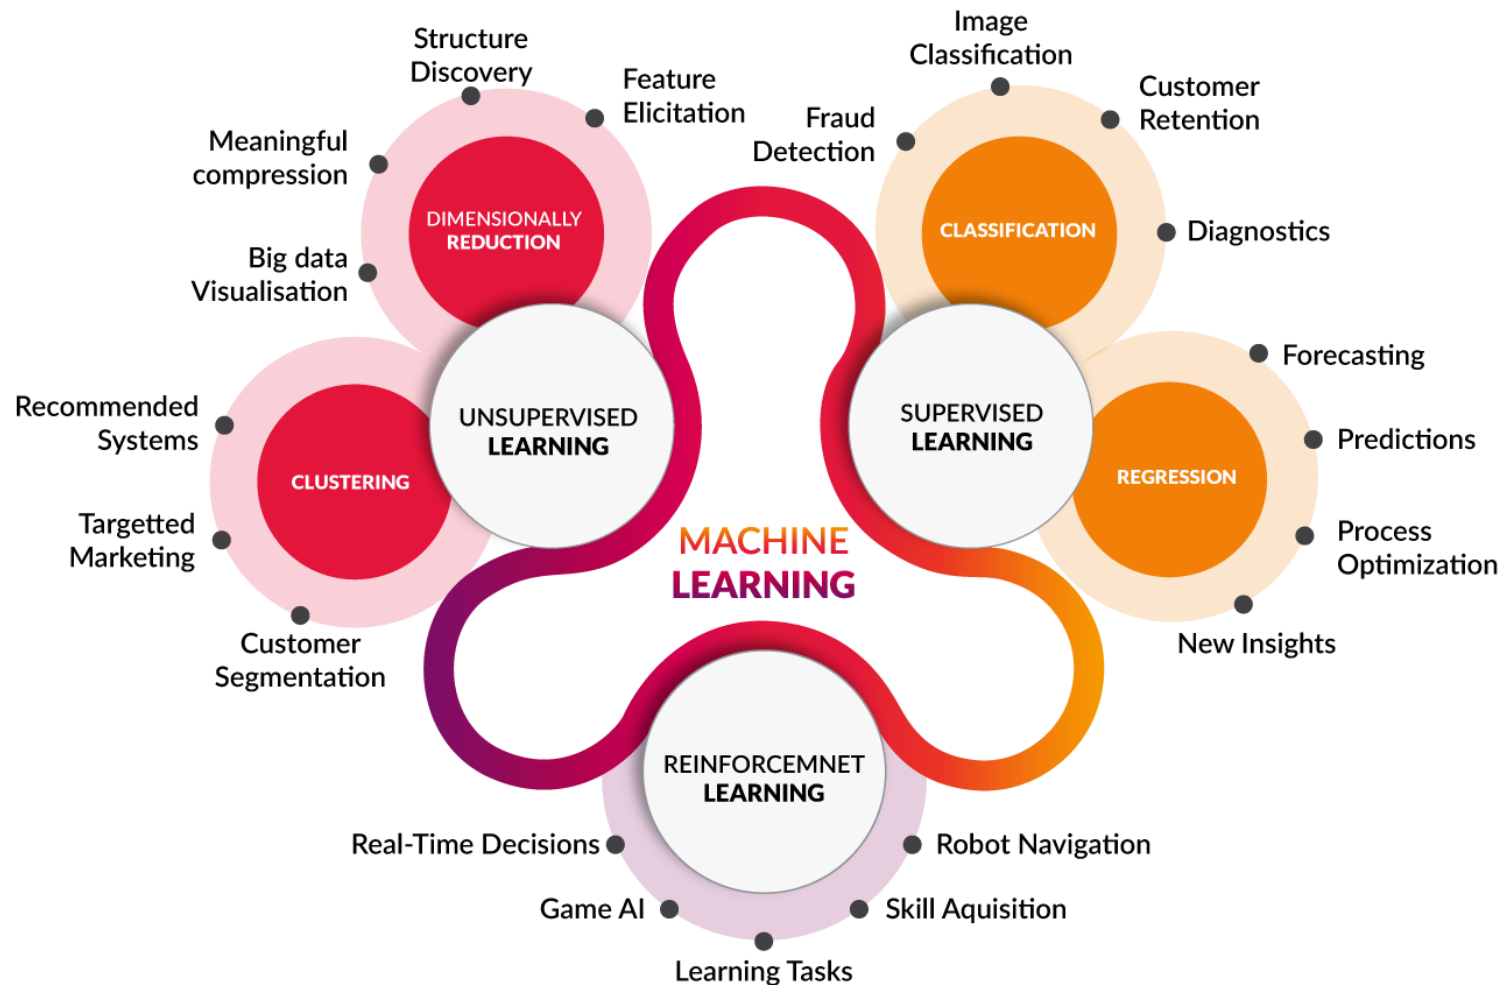 Structure
Discovery
Feature
Elicitation
Meaningful
compression
Big data
Visualisation
DIMENSIONALLY
REDUCTION
Image
Classification
Customer
Retention
Fraud
Detection
Diagnostics
CLASSIFICATION
Recommended
Systems
Targetted
Marketing
Customer
Segmentation
CLUSTERING
UNSUPERVISED
LEARNING
SUPERVISED
LEARNING
Forecasting
Predictions
Process
Optimization
New Insights
REGRESSION
MACHINE
LEARNING
REINFORCEMNET
LEARNING
Real-Time Decisions
Game AI
Learning Tasks
Skill Aquisition
Robot Navigation